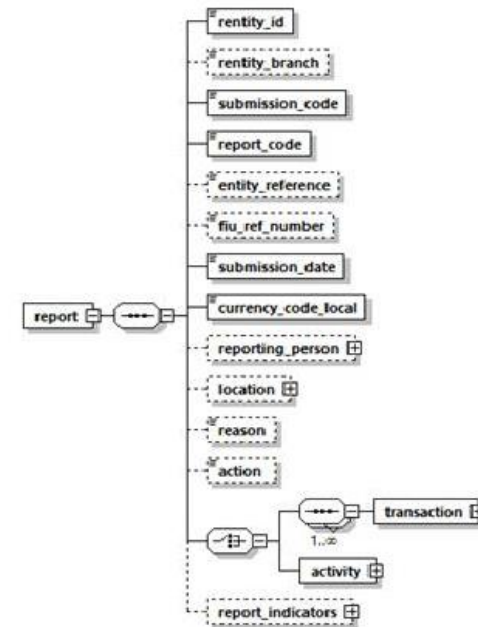 rentity_id
rentity_branch
submission_code
report_code
entity_reference
fiu_ref_number
submission_date
currency_code_local
report
reporting_person
location
reason
action
transaction
1..∞
activity
report_indicators